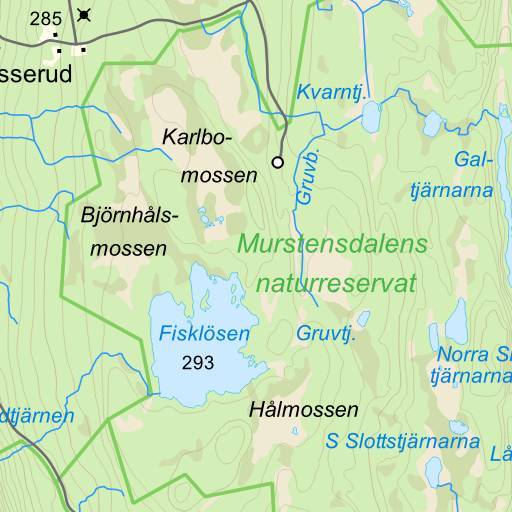 285
sserud
Kvarntj.
Karlbo-
mossen
Gruvb.
Gal-
tjärnarna
Björnhåls-
mossen
Murstensdalens
naturreservat
Fisklösen
293
Gruvtj.
Norra Sl
tjärnarna
Hålmossen
dtjärnen
S Slottstjärnarna
Lå